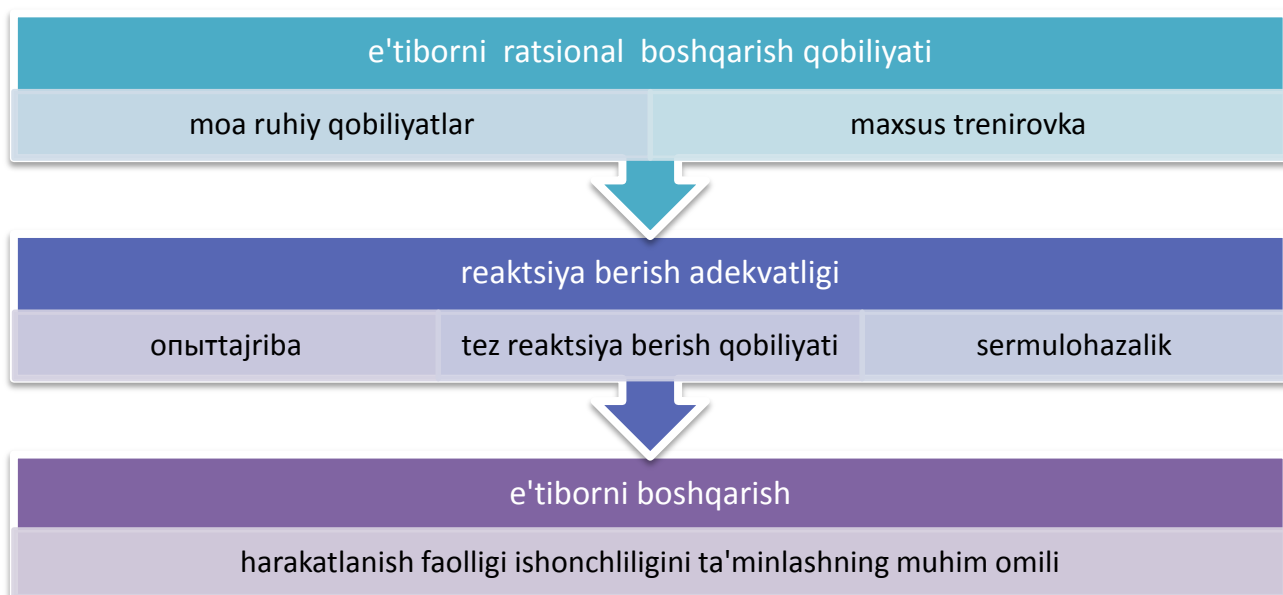 e'tiborni ratsional boshqarish qobiliyati
moa ruhiy qobiliyatlar
maxsus trenirovka
reaktsiya berish adekvatligi
опытtajriba
tez reaktsiya berish qobiliyati
sermulohazalik
e'tiborni boshqarish
harakatlanish faolligi ishonchliligini ta'minlashning muhim omili